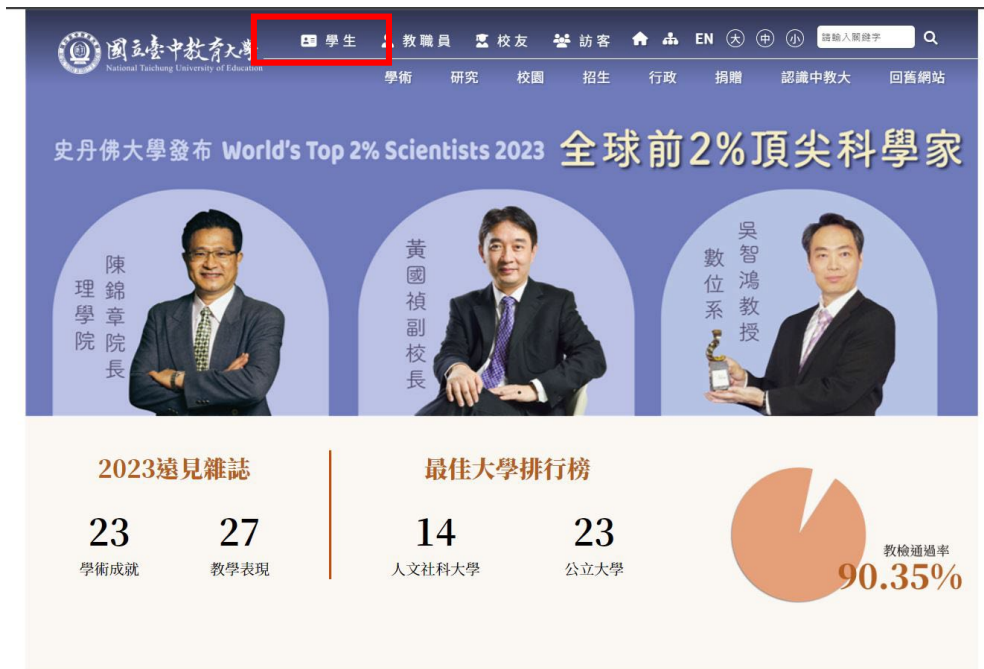 國立臺中教育大學
National Taichung University of Education
學生 教職員 校友 訪客 EN 大 中 小 請輸入關鍵字
學術 研究 校園 招生 行政 捐贈 認識中教大 回舊網站
史丹佛大學發布 World's Top 2% Scientists 2023 全球前2%頂尖科學家
陳錦章院長
理學院
黃國禎副校長
吳智鴻教授
數位系
2023遠見雜誌 最佳大學排行榜
23 27 14 23
學術成就 教學表現 人文社科大學 公立大學
教檢通過率
90.35%